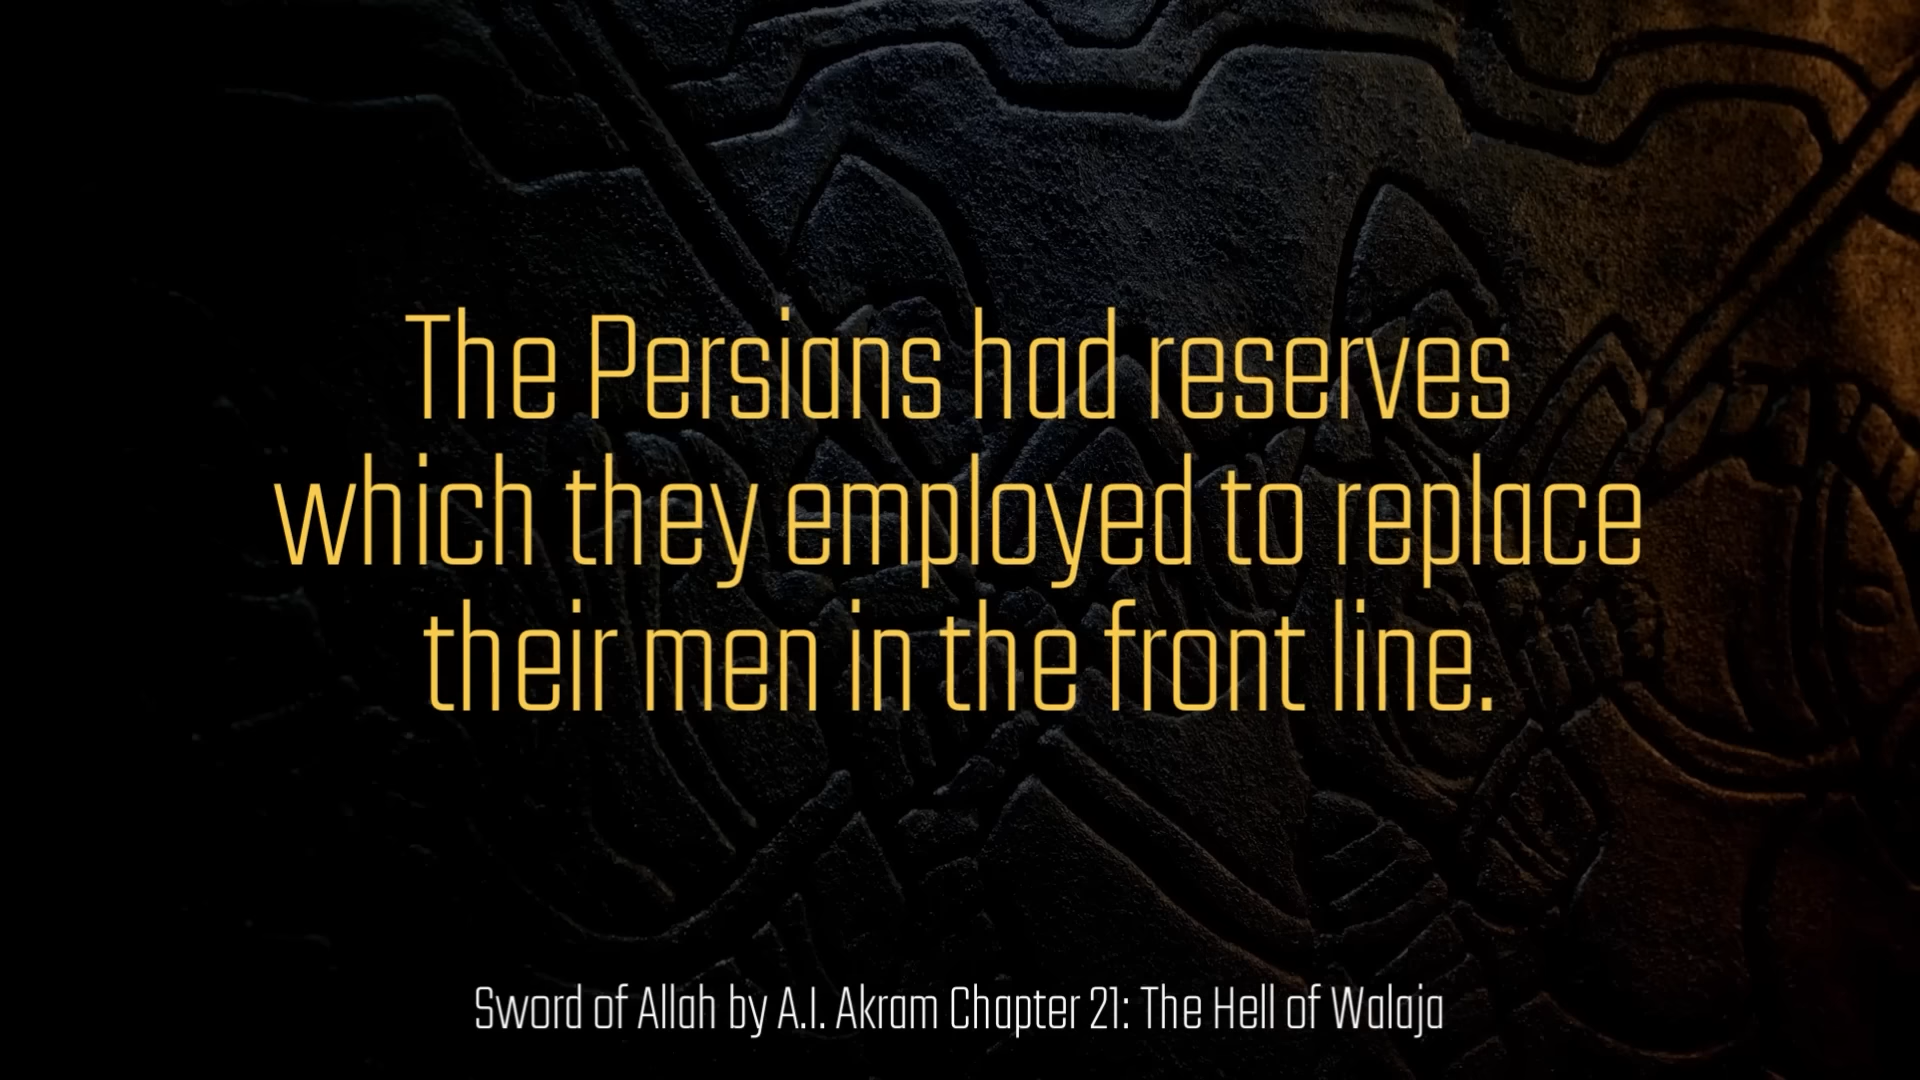 The Persians had reserves
which they employed to replace
their men in the front line.
Sword of Allah by A.I. Akram Chapter 21: The Hell of Walaja